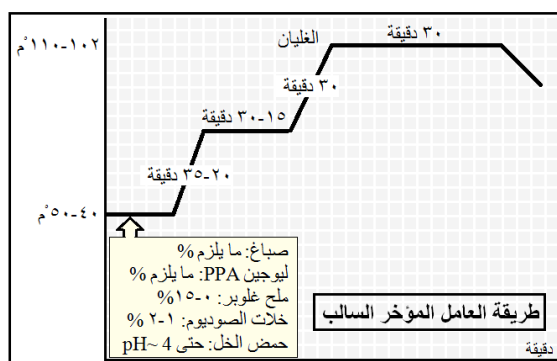 ٣٠ دقيقة
الغليان
١٠٢-١١٠°م
٣٠
دقيقة
١٥-٣٠ دقيقة
٢٠-٣٥ دقيقة
٤٠-٥٠°م
صباغ: ما يلزم %
ليوجين PPA: ما يلزم %
ملح غلوبر: ٠-١٥%
خلات الصوديوم: ١-٢ %
حمض الخل: حتى pH~ 4
طريقة العامل المؤخر السالب
دقيقة